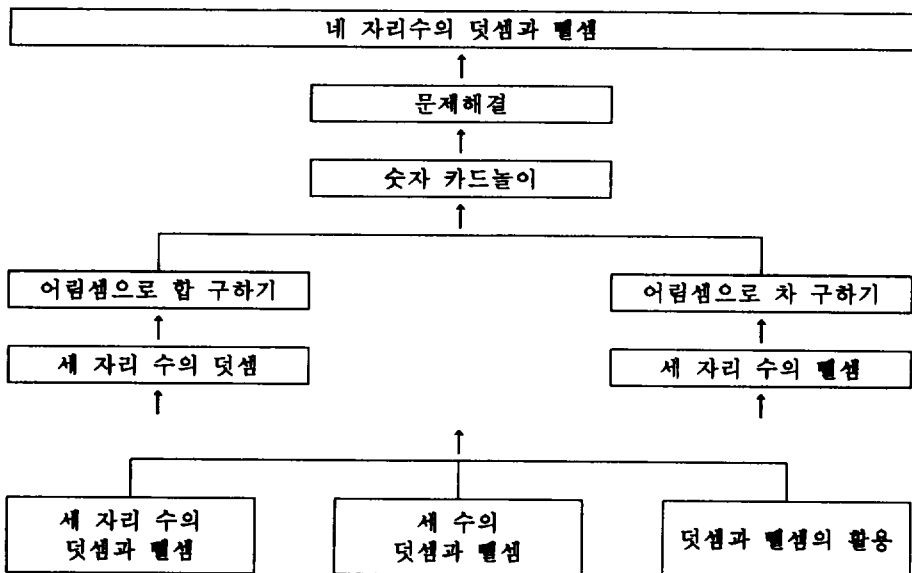 네 자리수의 덧셈과 뺄셈
문제해결
숫자 카드놀이
어림셈으로 합 구하기
어림셈으로 차 구하기
세 자리 수의 덧셈
세 자리 수의 뺄셈
세 자리 수의
덧셈과 뺄셈
세 수의
덧셈과 뺄셈
덧셈과 뺄셈의 활용